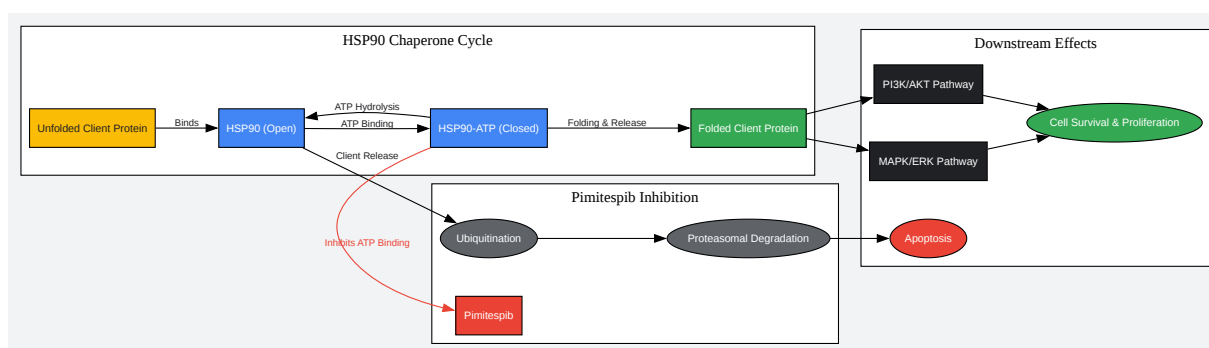 HSP90 Chaperone Cycle
Downstream Effects
Unfolded Client Protein
Binds
HSP90 (Open)
ATP Hydrolysis
ATP Binding
HSP90-ATP (Closed)
Folding & Release
Folded Client Protein
PI3K/AKT Pathway
Cell Survival & Proliferation
MAPK/ERK Pathway
Client Release
Pimitespib Inhibition
Inhibits ATP Binding
Ubiquitination
Proteasomal Degradation
Apoptosis
Pimitespib